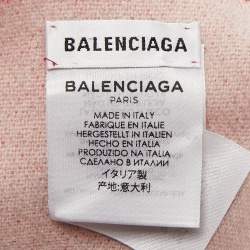 BALENCIAGA
BALENCIAGA
PARIS
MADE IN ITALY
FABRIQUE EN ITALIE
HERGESTELLT IN ITALIEN
HECHO EN ITALIA
PRODUZIDO NA ITALIA
СДЕЛАНО В ИТАЛИИ
イタリア製
产地:意大利